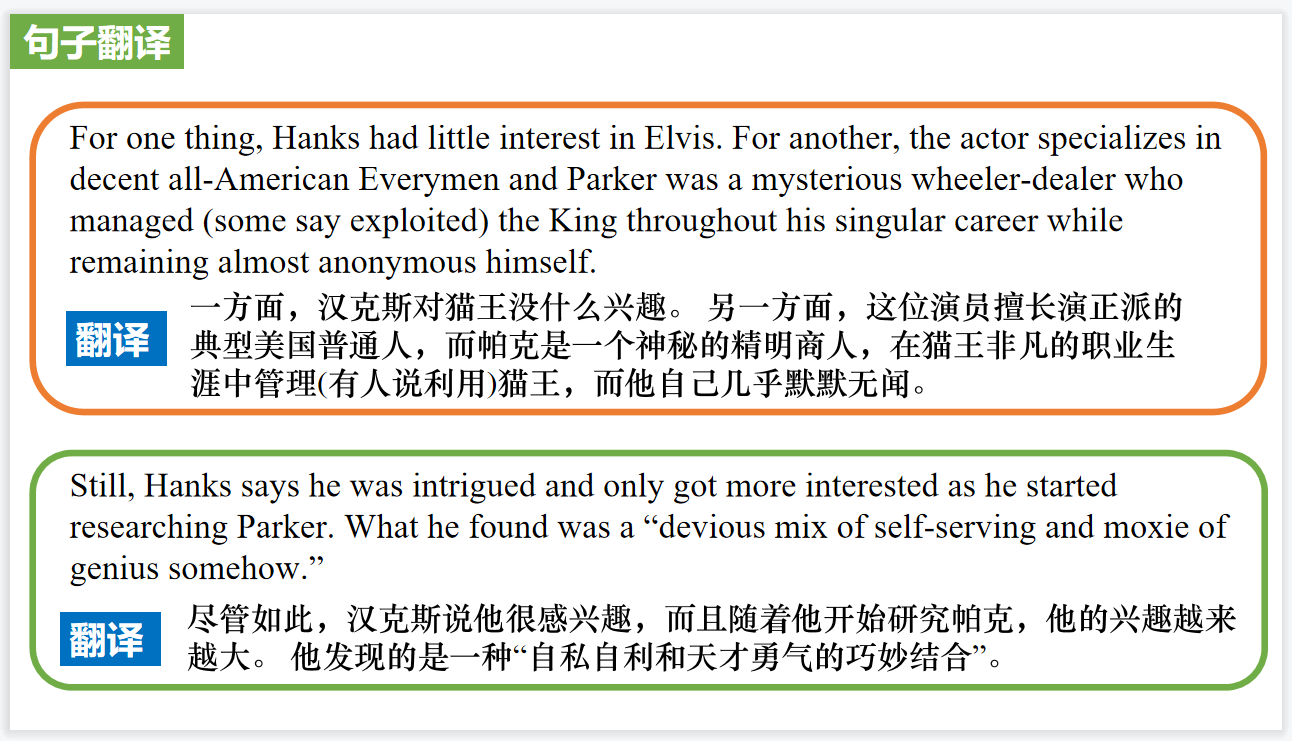 句子翻译
For one thing, Hanks had little interest in Elvis. For another, the actor specializes in
decent all-American Everymen and Parker was a mysterious wheeler-dealer who
managed (some say exploited) the King throughout his singular career while
remaining almost anonymous himself.
翻译
一方面，汉克斯对猫王没什么兴趣。 另一方面，这位演员擅长演正派的
典型美国普通人，而帕克是一个神秘的精明商人，在猫王非凡的职业生
涯中管理(有人说利用)猫王，而他自己几乎默默无闻。
Still, Hanks says he was intrigued and only got more interested as he started
researching Parker. What he found was a “devious mix of self-serving and moxie of
genius somehow.”
翻译
尽管如此，汉克斯说他很感兴趣，而且随着他开始研究帕克，他的兴趣越来
越大。 他发现的是一种“自私自利和天才勇气的巧妙结合”。